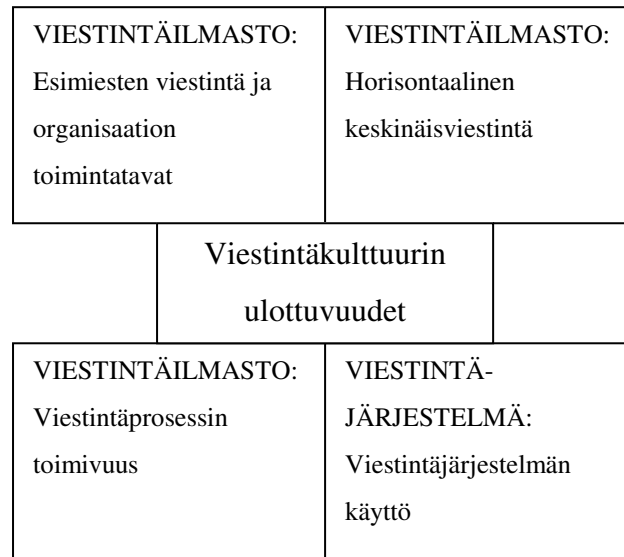 VIESTINTÄILMASTO:
Esimiesten viestintä ja
organisaation
toimintatavat
VIESTINTÄILMASTO:
Horisontaalinen
keskinäisviestintä
Viestintäkulttuurin
ulottuvuudet
VIESTINTÄILMASTO:
Viestintäprosessin
toimivuus
VIESTINTÄ-
JÄRJESTELMÄ:
Viestintäjärjestelmän
käyttö